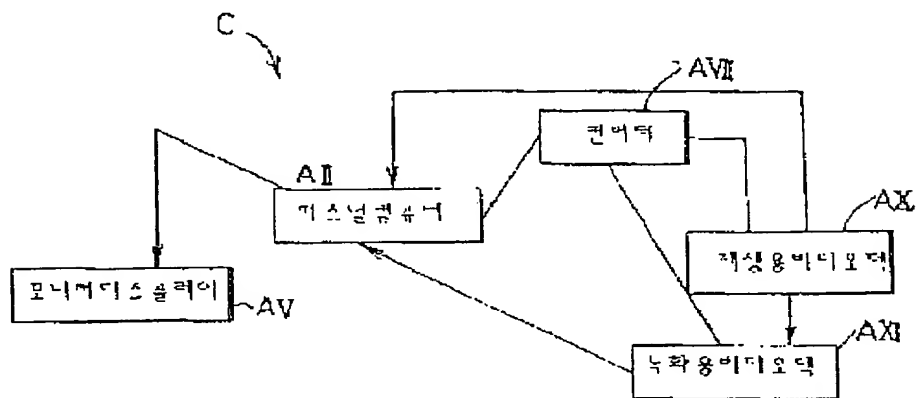 C
AVⅡ
컨버터
AⅡ
퍼스널컴퓨터
AX
재생용비디오덱
모니터디스플레이
AV
AXI
녹화용비디오덱